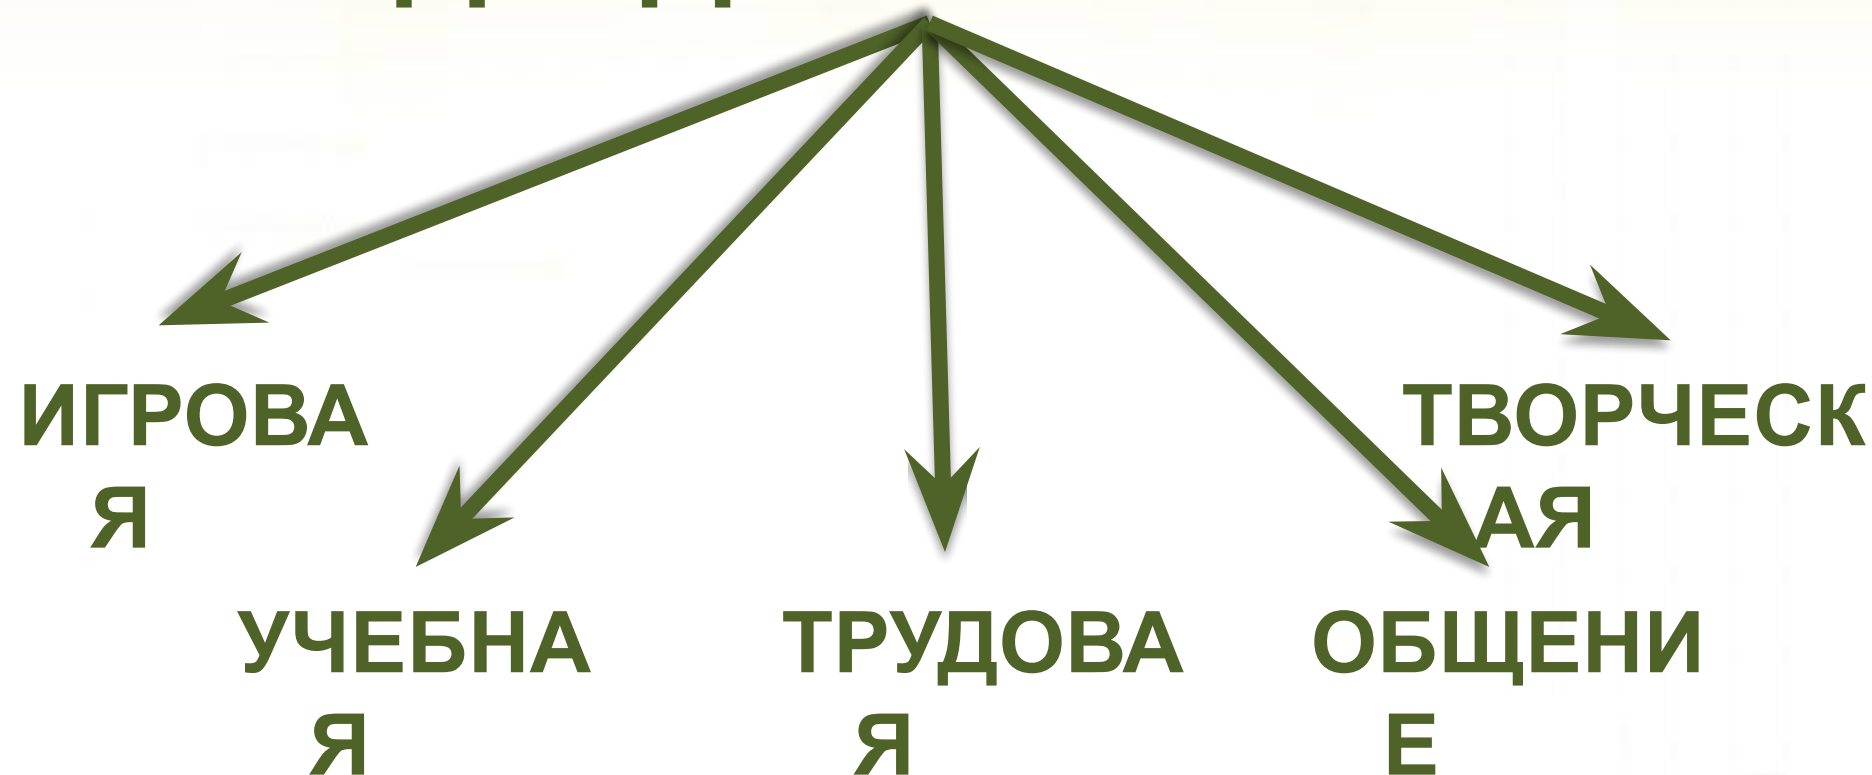 ИГРОВА
Я
ТВОРЧЕСК
АЯ
УЧЕБНА
Я
ТРУДОВА
Я
ОБЩЕНИ
Е